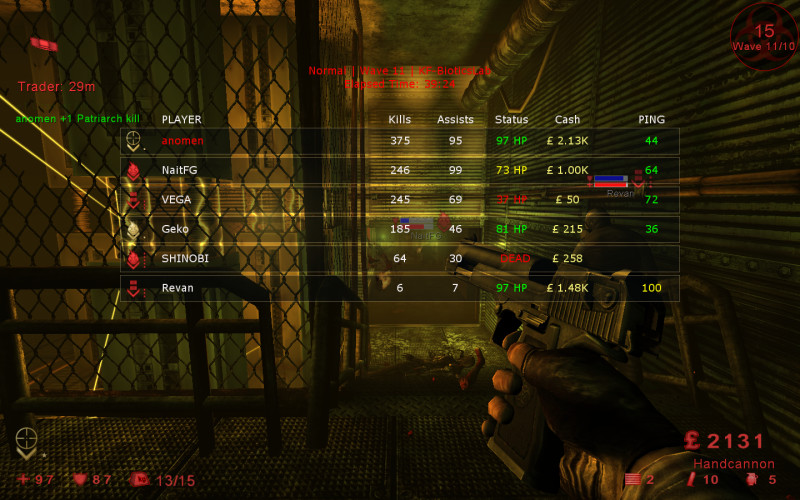 15
Wave 11/10
Trader: 29m
anomen +1 Patriarch kill
PLAYER Kills Assists Status Cash PING
anomen 375 95 97 HP £ 2.13K 44
NaitFG 246 99 73 HP £ 1.00K 64
VEGA 245 69 HP £ 50 72
Revan
Geko 185 46 81 HP £ 215 36
SHINOBI 64 30 DEAD £ 258
Revan 6 7 97 HP £ 1.48K 100
£ 2131
Handcannon
97 87 13/15 2 10 5